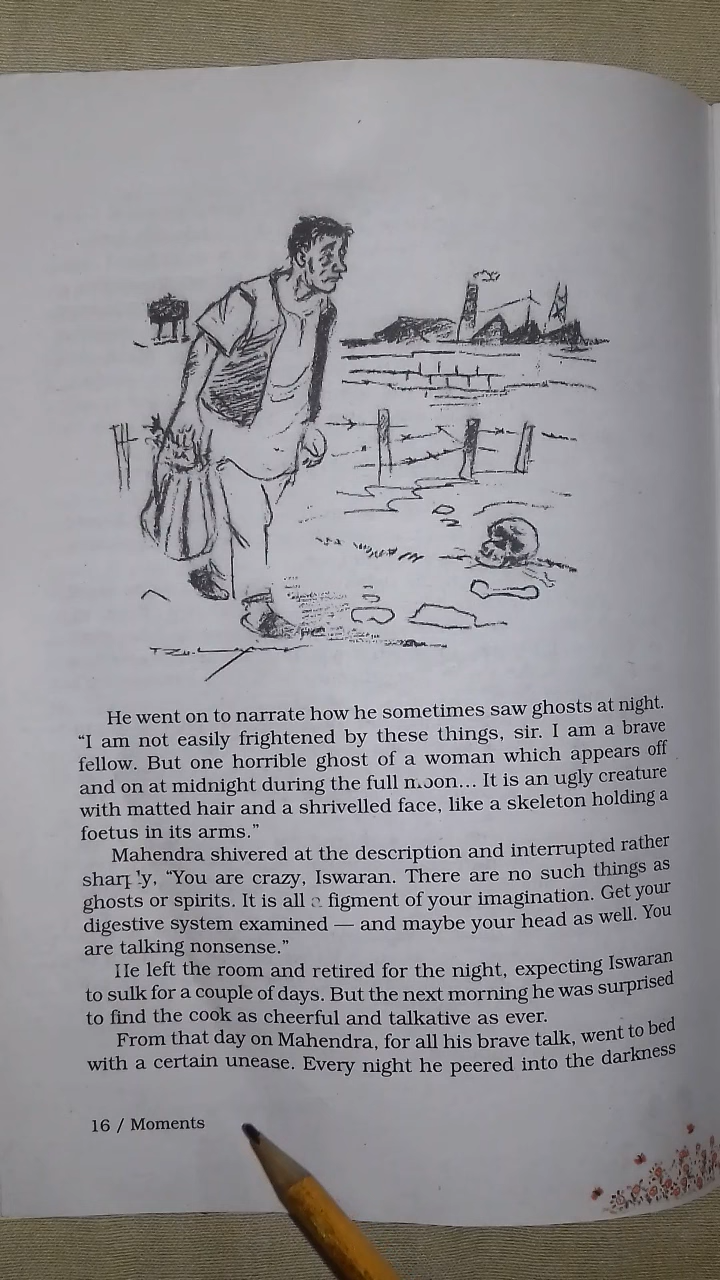 He went on to narrate how he sometimes saw ghosts at night.
“I am not easily frightened by these things, sir. I am a brave
fellow. But one horrible ghost of a woman which appears off
and on at midnight during the full moon... It is an ugly creature
with matted hair and a shrivelled face, like a skeleton holding a
foetus in its arms.”
Mahendra shivered at the description and interrupted rather
sharply, “You are crazy, Iswaran. There are no such things as
ghosts or spirits. It is all a figment of your imagination. Get your
digestive system examined — and maybe your head as well. You
are talking nonsense.”
He left the room and retired for the night, expecting Iswaran
to sulk for a couple of days. But the next morning he was surprised
to find the cook as cheerful and talkative as ever.
From that day on Mahendra, for all his brave talk, went to bed
with a certain unease. Every night he peered into the darkness
16 / Moments